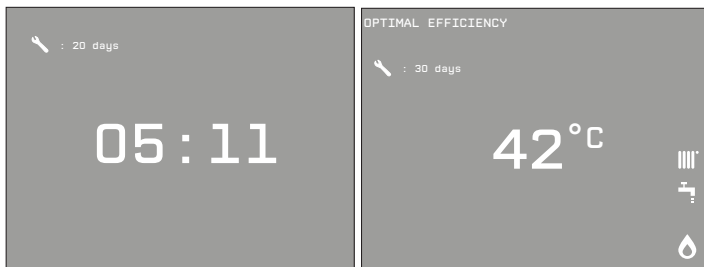 : 20 days
05:11
OPTIMAL EFFICIENCY
: 30 days
42°C